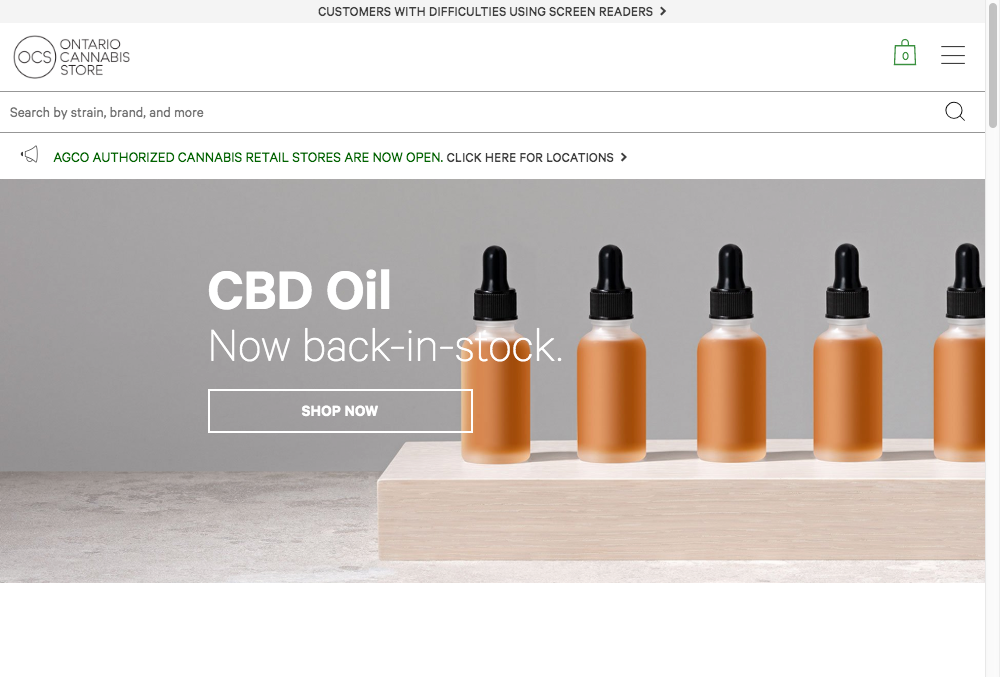 CUSTOMERS WITH DIFFICULTIES USING SCREEN READERS
OCS
ONTARIO
CANNABIS
STORE
0
Search by strain, brand, and more
AGCO AUTHORIZED CANNABIS RETAIL STORES ARE NOW OPEN. CLICK HERE FOR LOCATIONS
CBD Oil
Now back-in-stock.
SHOP NOW